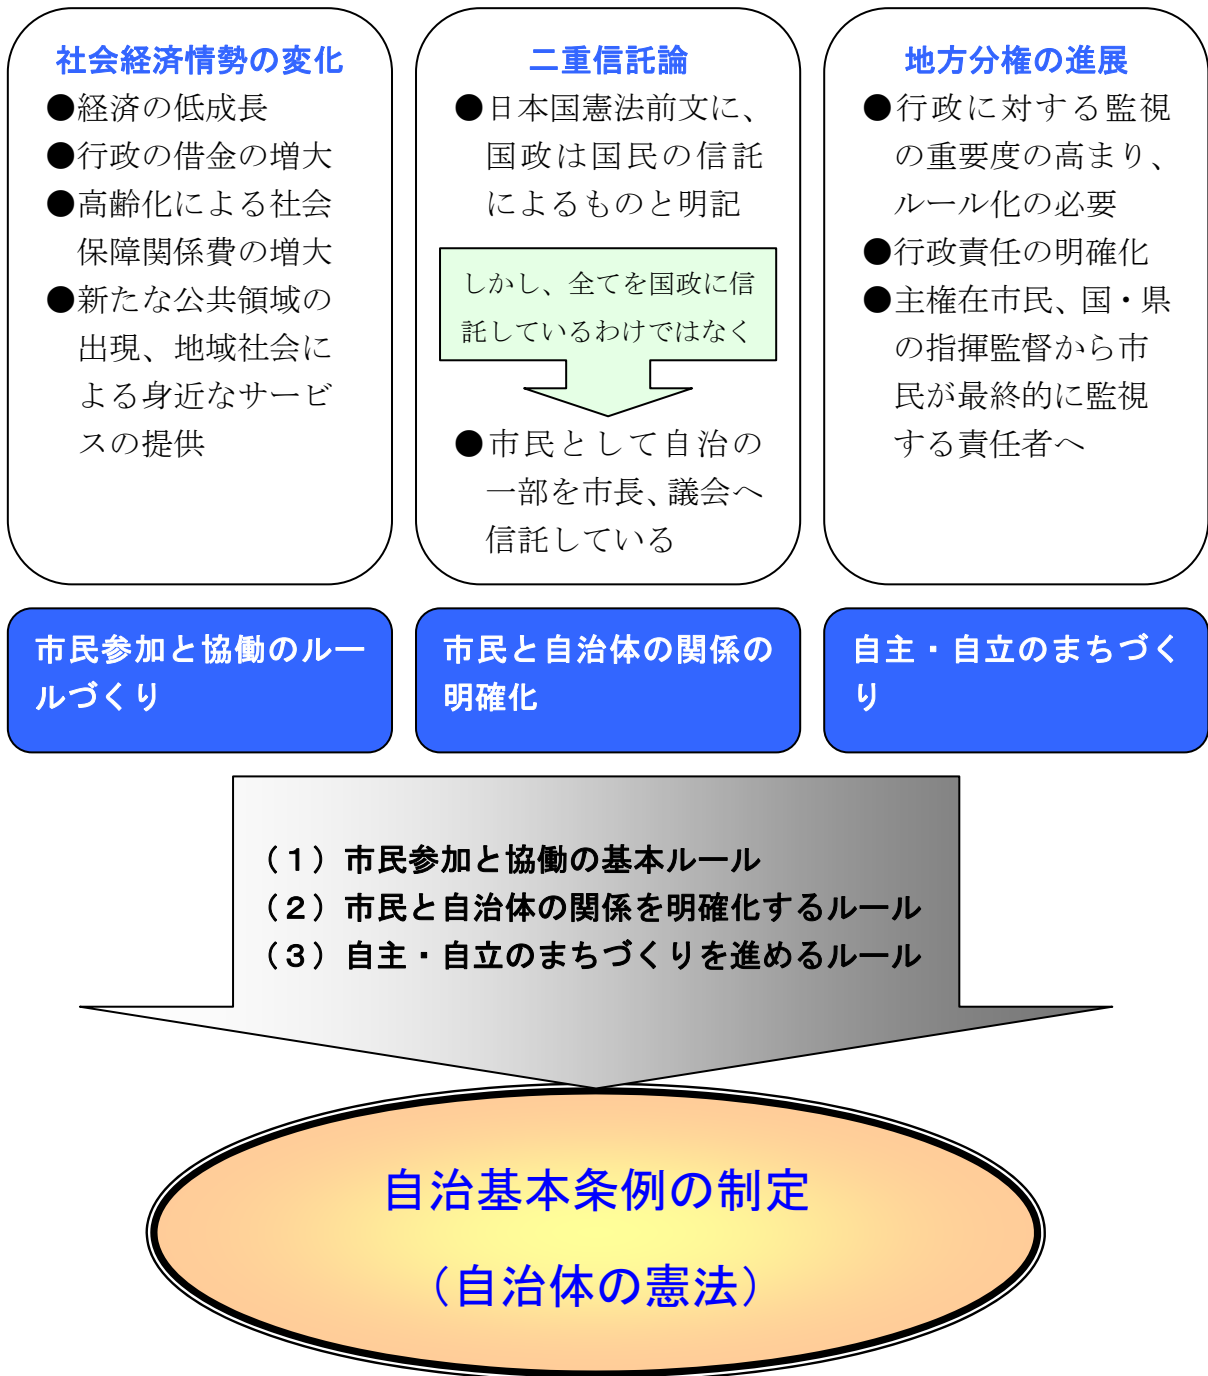 社会経済情勢の変化
●経済の低成長
●行政の借金の増大
●高齢化による社会
保障関係費の増大
●新たな公共領域の
出現、地域社会に
よる身近なサービ
スの提供
二重信託論
●日本国憲法前文に、
国政は国民の信託
によるものと明記
しかし、全てを国政に信
託しているわけではなく
●市民として自治の
一部を市長、議会へ
信託している
地方分権の進展
●行政に対する監視
の重要度の高まり、
ルール化の必要
●行政責任の明確化
●主権在市民、国・県
の指揮監督から市
民が最終的に監視
する責任者へ
市民参加と協働のルー
ルづくり
市民と自治体の関係の
明確化
自主・自立のまちづく
り
（１）市民参加と協働の基本ルール
（２）市民と自治体の関係を明確化するルール
（３）自主・自立のまちづくりを進めるルール
自治基本条例の制定
（自治体の憲法）